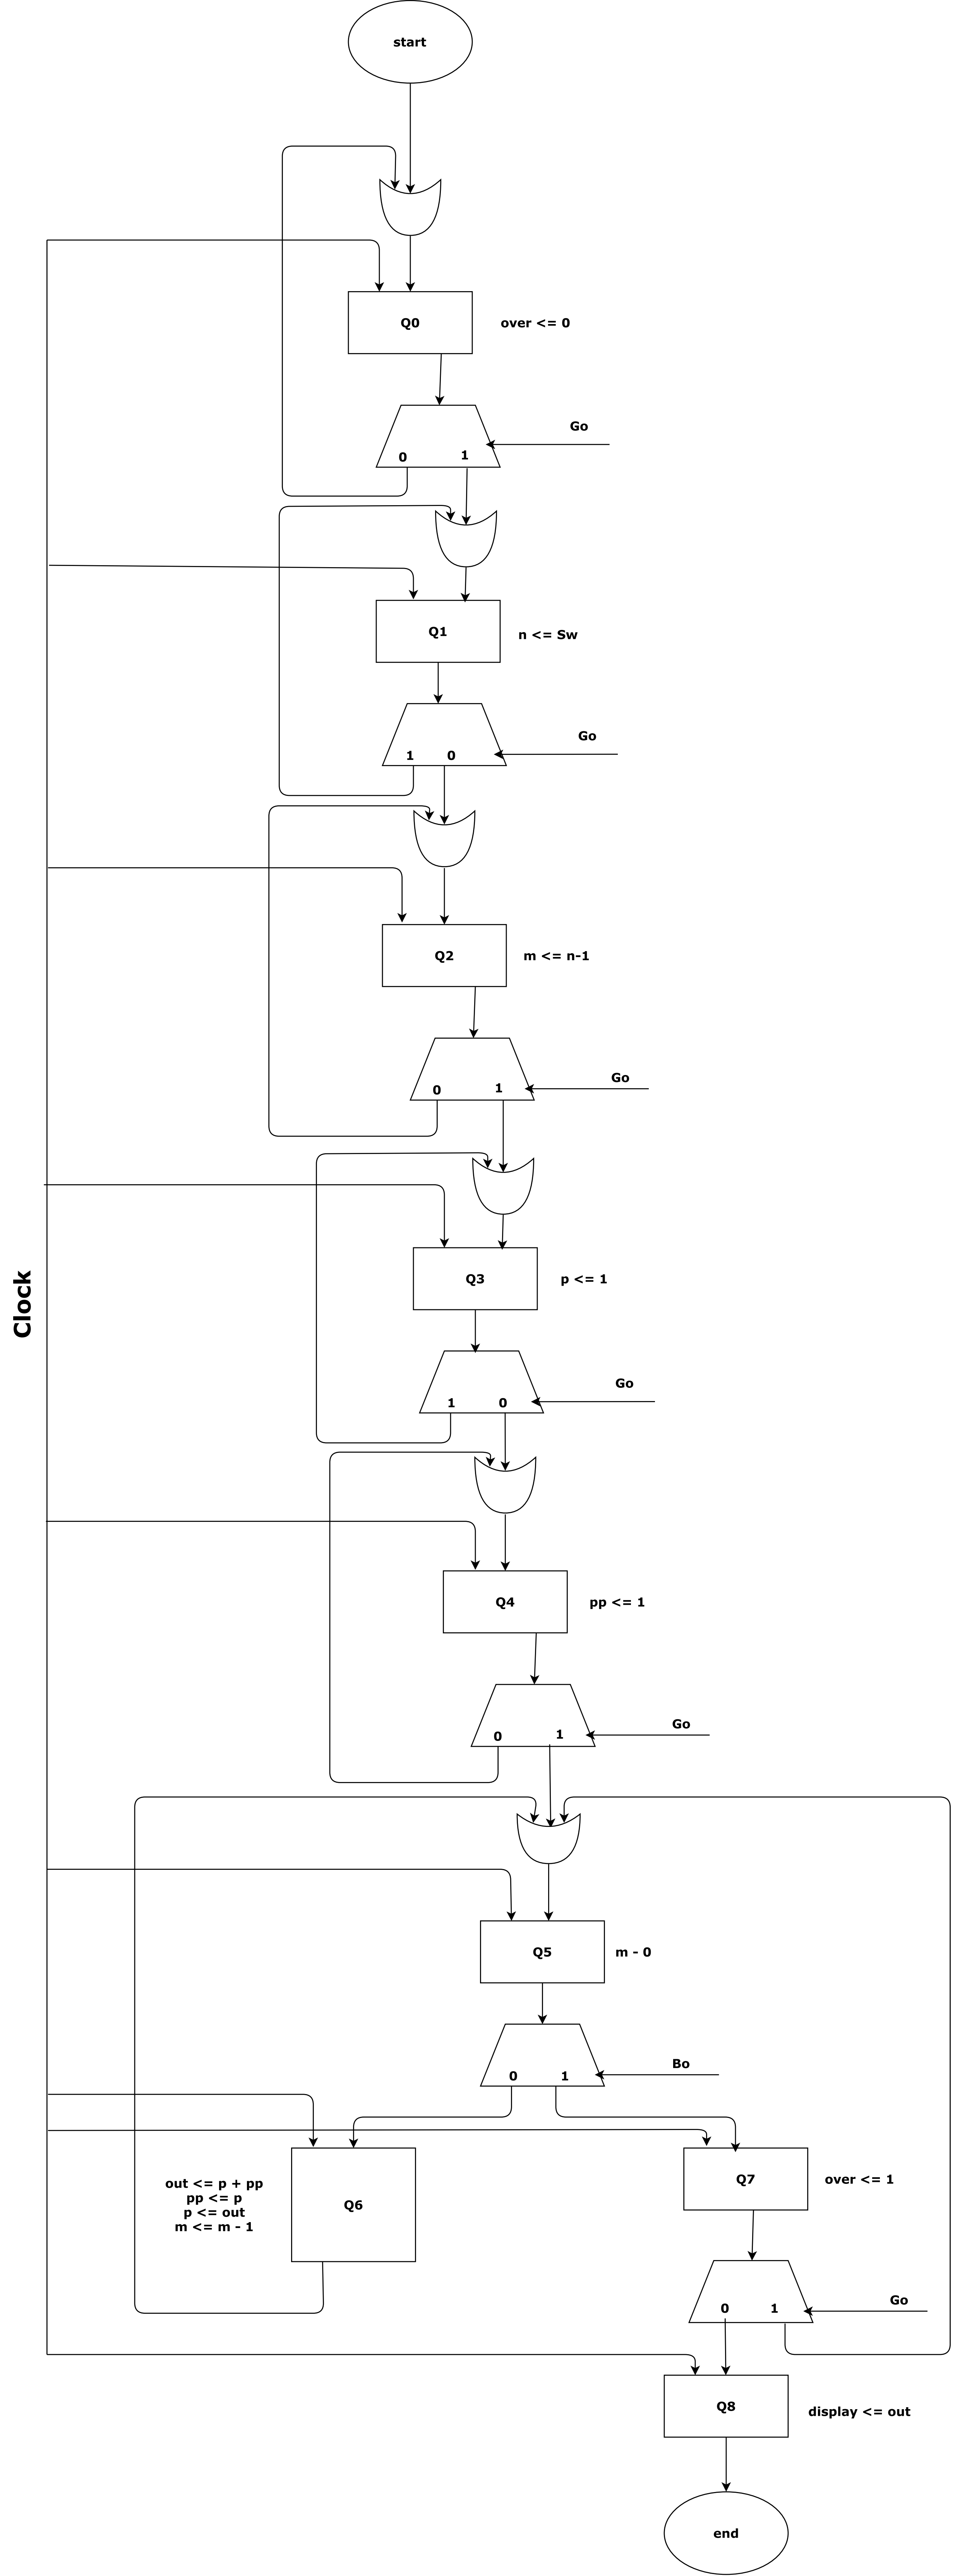 start
Q0
over <= 0
Go
0
1
Q1
n <= Sw
Go
1
0
Q2
m <= n-1
Go
0
1
Clock
Q3
p <= 1
Go
1
0
Q4
pp <= 1
Go
0
1
Q5
m - 0
Bo
0
1
out <= p + pp
pp <= p
p <= out
m <= m - 1
Q6
Q7
over <= 1
Go
0
1
Q8
display <= out
end